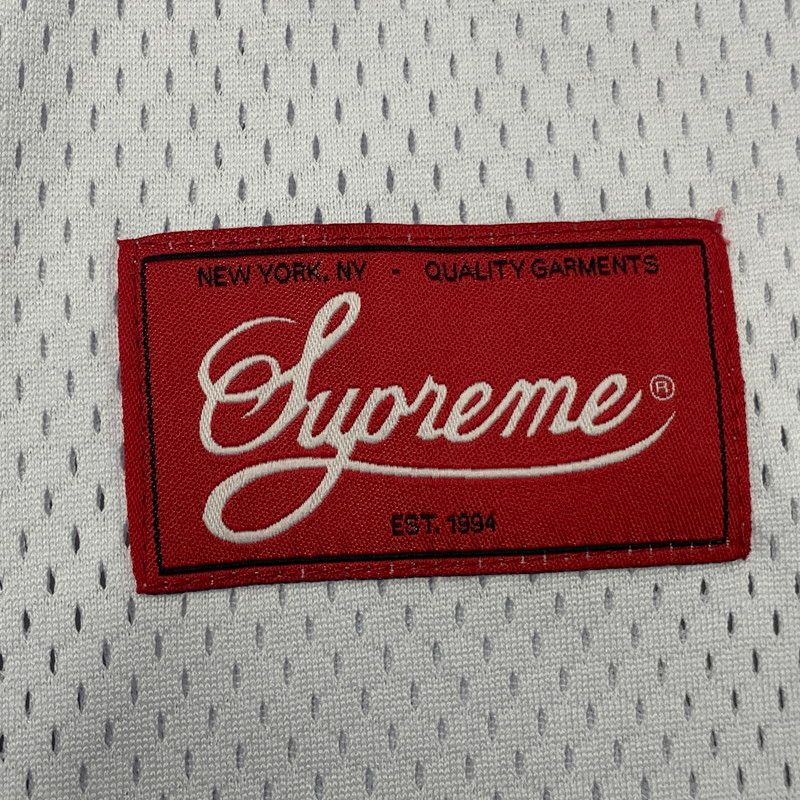 NEW YORK, NY - QUALITY GARMENTS
Supreme®
EST. 1994